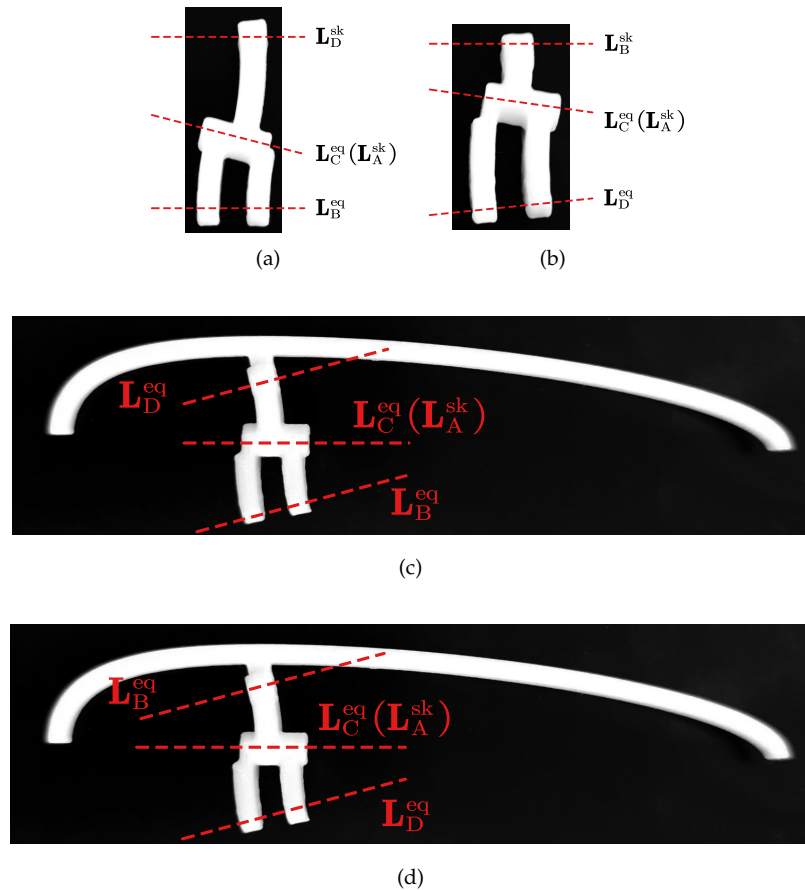 𝐋_D^sk
𝐋_C^eq(𝐋_A^sk)
𝐋_B^eq
(a)
𝐋_B^sk
𝐋_C^eq(𝐋_A^sk)
𝐋_D^eq
(b)
𝐋_D^eq
𝐋_C^eq(𝐋_A^sk)
𝐋_B^eq
(c)
𝐋_B^eq
𝐋_C^eq(𝐋_A^sk)
𝐋_D^eq
(d)